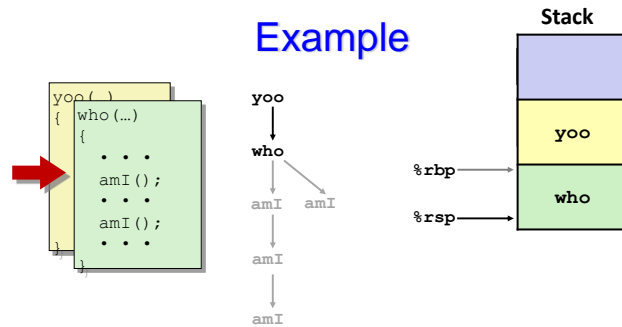 Example
Stack
yoo(…)
{
}
who(…)
{
• • •
amI();
• • •
amI();
• • •
}
yoo
who
amI
amI
amI
amI
%rbp
%rsp
yoo
who